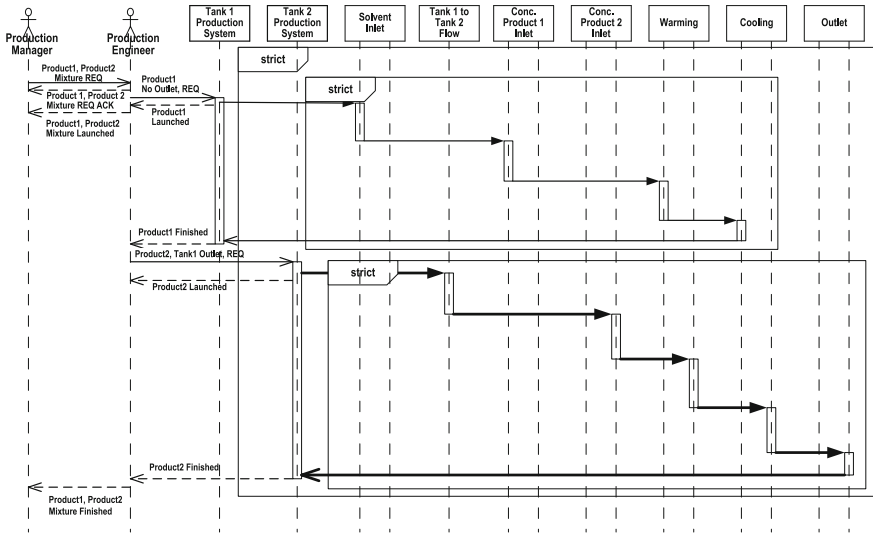 Production
Manager
Production
Engineer
Tank 1
Production
System
Tank 2
Production
System
Solvent
Inlet
Tank 1 to
Tank 2
Flow
Conc.
Product 1
Inlet
Conc.
Product 2
Inlet
Warming
Cooling
Outlet
strict
strict
Product1, Product2
Mixture REQ
Product1
No Outlet, REQ
Product 1, Product 2
Mixture REQ ACK
Product1
Launched
Product1, Product2
Mixture Launched
Product1 Finished
Product2, Tank1 Outlet, REQ
strict
Product2 Launched
Product2 Finished
Product1, Product2
Mixture Finished